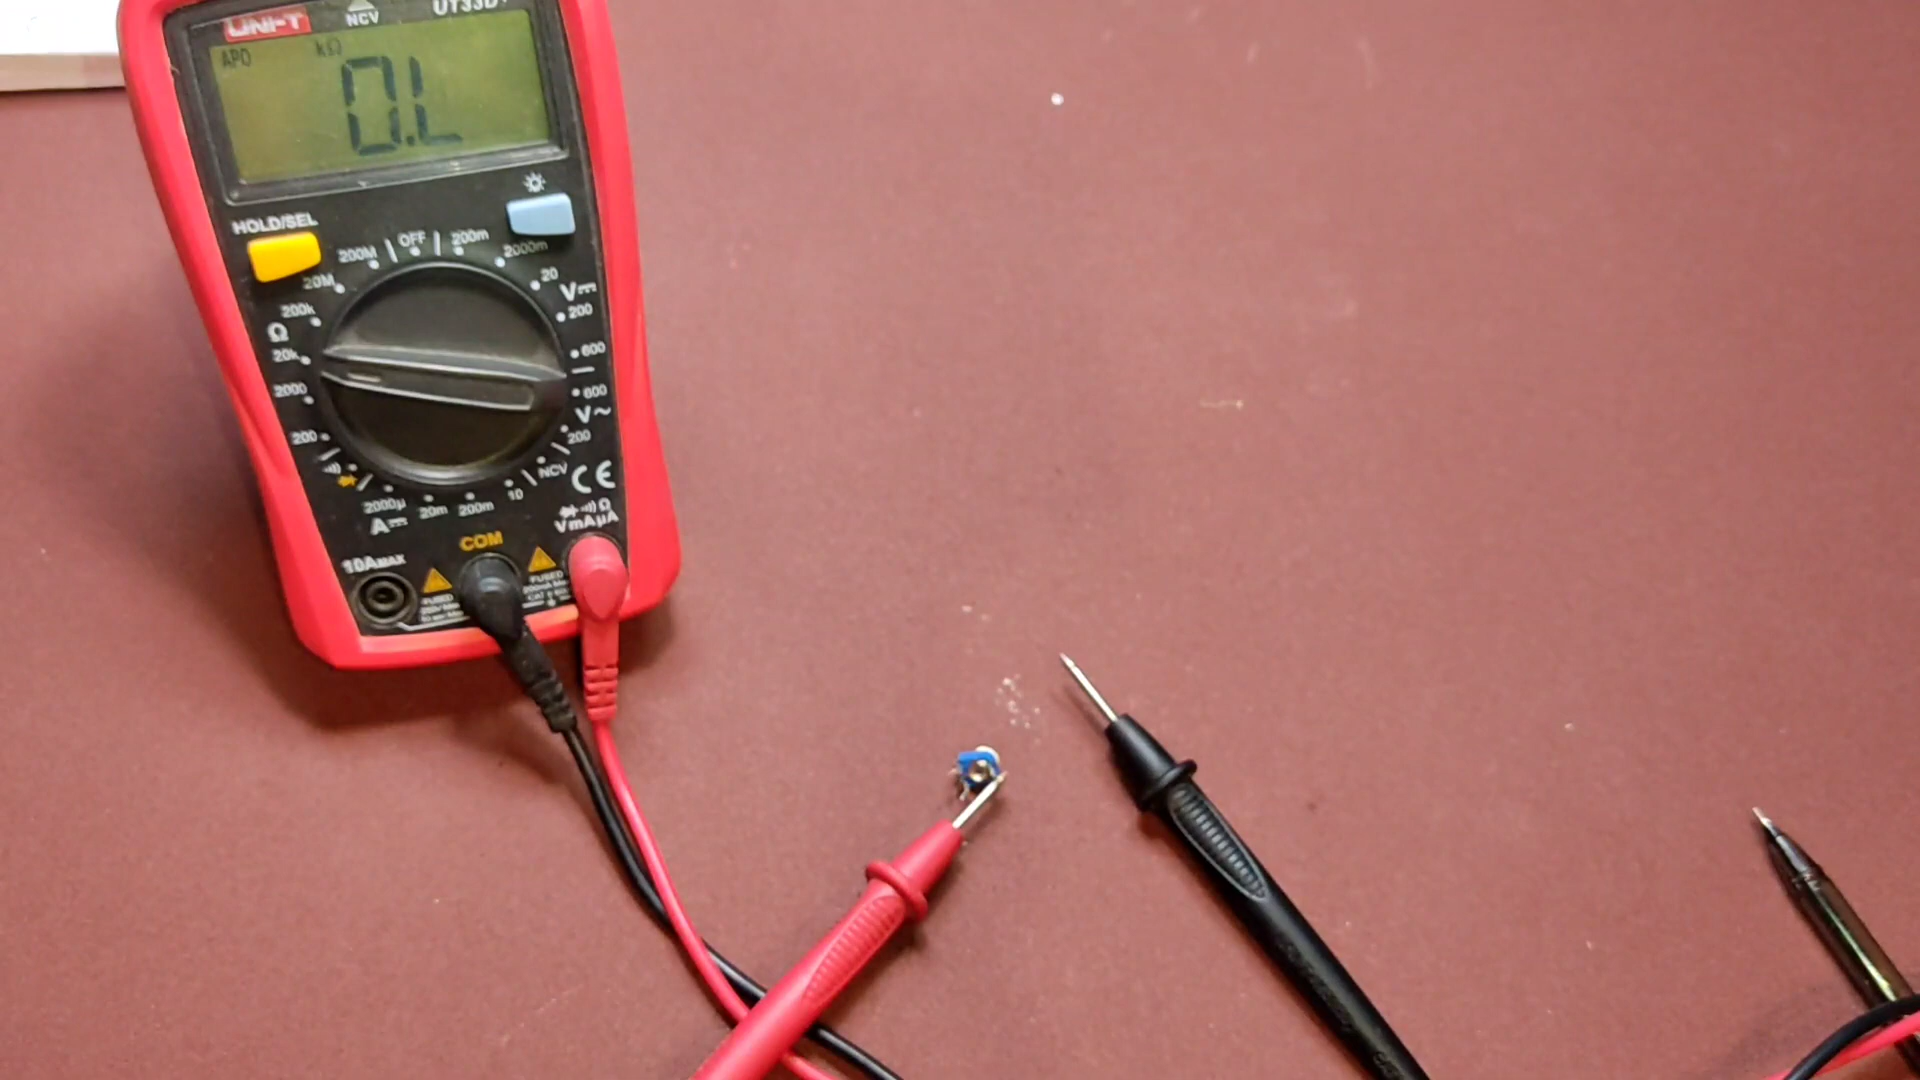 UNI-T
NCV
UT33D+
APO
kΩ
0.L
HOLD/SEL
200M
OFF
200m
2000m
20M
20
V
200k
200
Ω
20k
600
2000
600
V~
200
200
NCV
CE
2000µ
20m
200m
10
A
Ω
VmAµA
COM
10AMAX
FUSED
FUSED